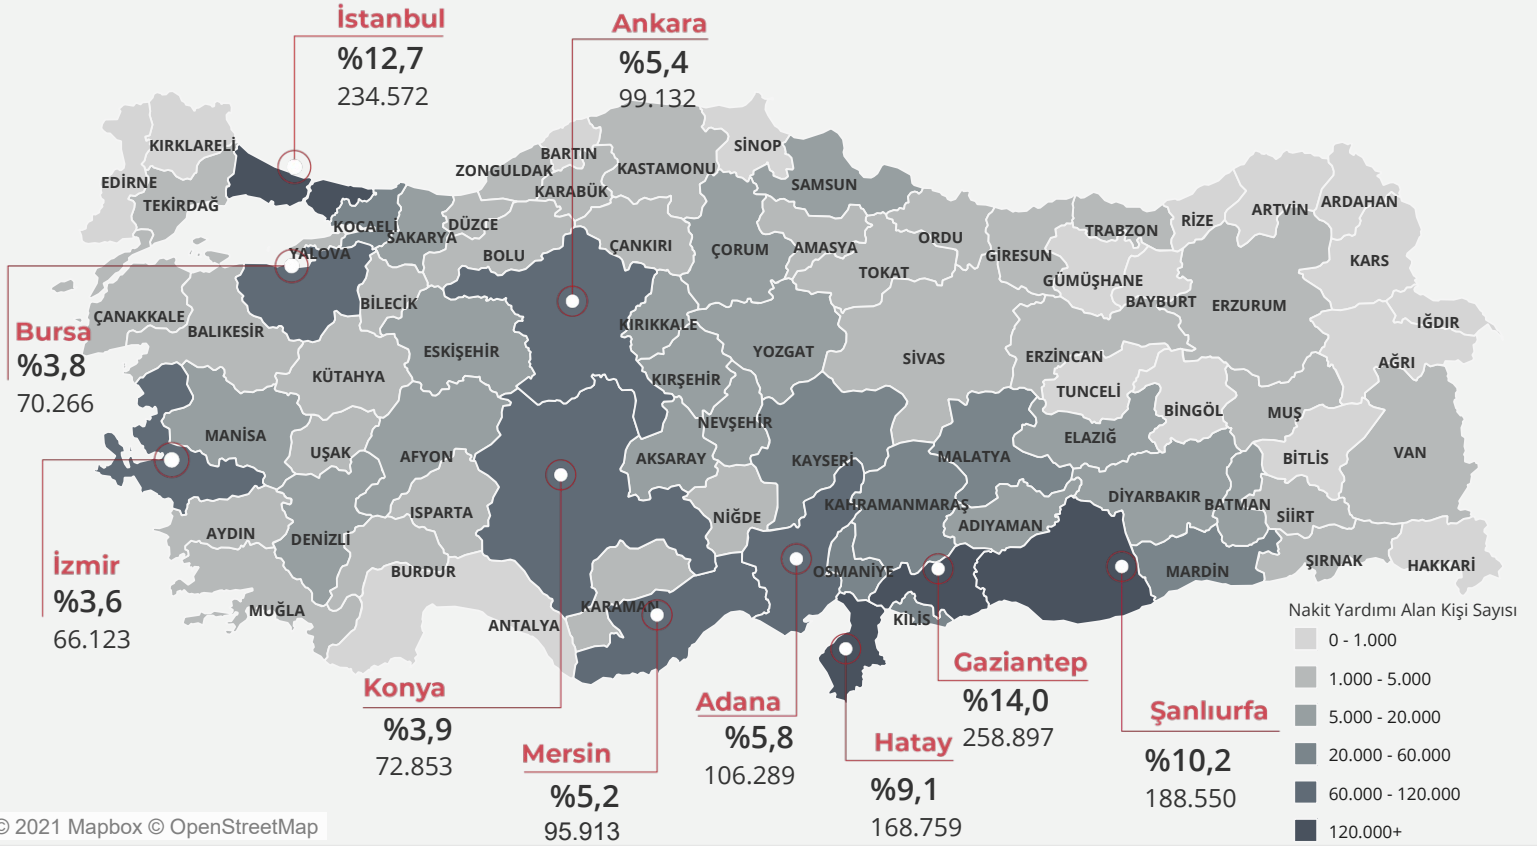 İstanbul
%12,7
234.572
Ankara
%5,4
99.132
KIRKLARELİ
EDİRNE
TEKİRDAĞ
KOCAELİ
SAKARYA
YALOVA
DÜZCE
BOLU
ZONGULDAK
BARTIN
KARABÜK
KASTAMONU
SİNOP
SAMSUN
ÇANKIRI
ÇORUM
AMASYA
TOKAT
ORDU
GİRESUN
TRABZON
RİZE
ARTVİN
ARDAHAN
KARS
GÜMÜŞHANE
BAYBURT
ERZURUM
IĞDIR
AĞRI
Bursa
%3,8
70.266
ÇANAKKALE
BALIKESİR
BİLECİK
ESKİŞEHİR
KÜTAHYA
KIRIKKALE
KIRŞEHİR
YOZGAT
SİVAS
ERZİNCAN
TUNCELİ
BİNGÖL
MUŞ
BİTLİS
VAN
MANİSA
UŞAK
AFYON
NEVŞEHİR
AKSARAY
KAYSERİ
MALATYA
ELAZIĞ
DİYARBAKIR
BATMAN
SİİRT
ŞIRNAK
HAKKARİ
AYDIN
DENİZLİ
ISPARTA
NİĞDE
KAHRAMANMARAŞ
ADIYAMAN
MARDİN
BURDUR
MUĞLA
ANTALYA
KARAMAN
OSMANİYE
KİLİS
İzmir
%3,6
66.123
Konya
%3,9
72.853
Mersin
%5,2
95.913
Adana
%5,8
106.289
Hatay
%9,1
168.759
Gaziantep
%14,0
258.897
Şanlıurfa
%10,2
188.550
Nakit Yardımı Alan Kişi Sayısı
0 - 1.000
1.000 - 5.000
5.000 - 20.000
20.000 - 60.000
60.000 - 120.000
120.000+
© 2021 Mapbox © OpenStreetMap